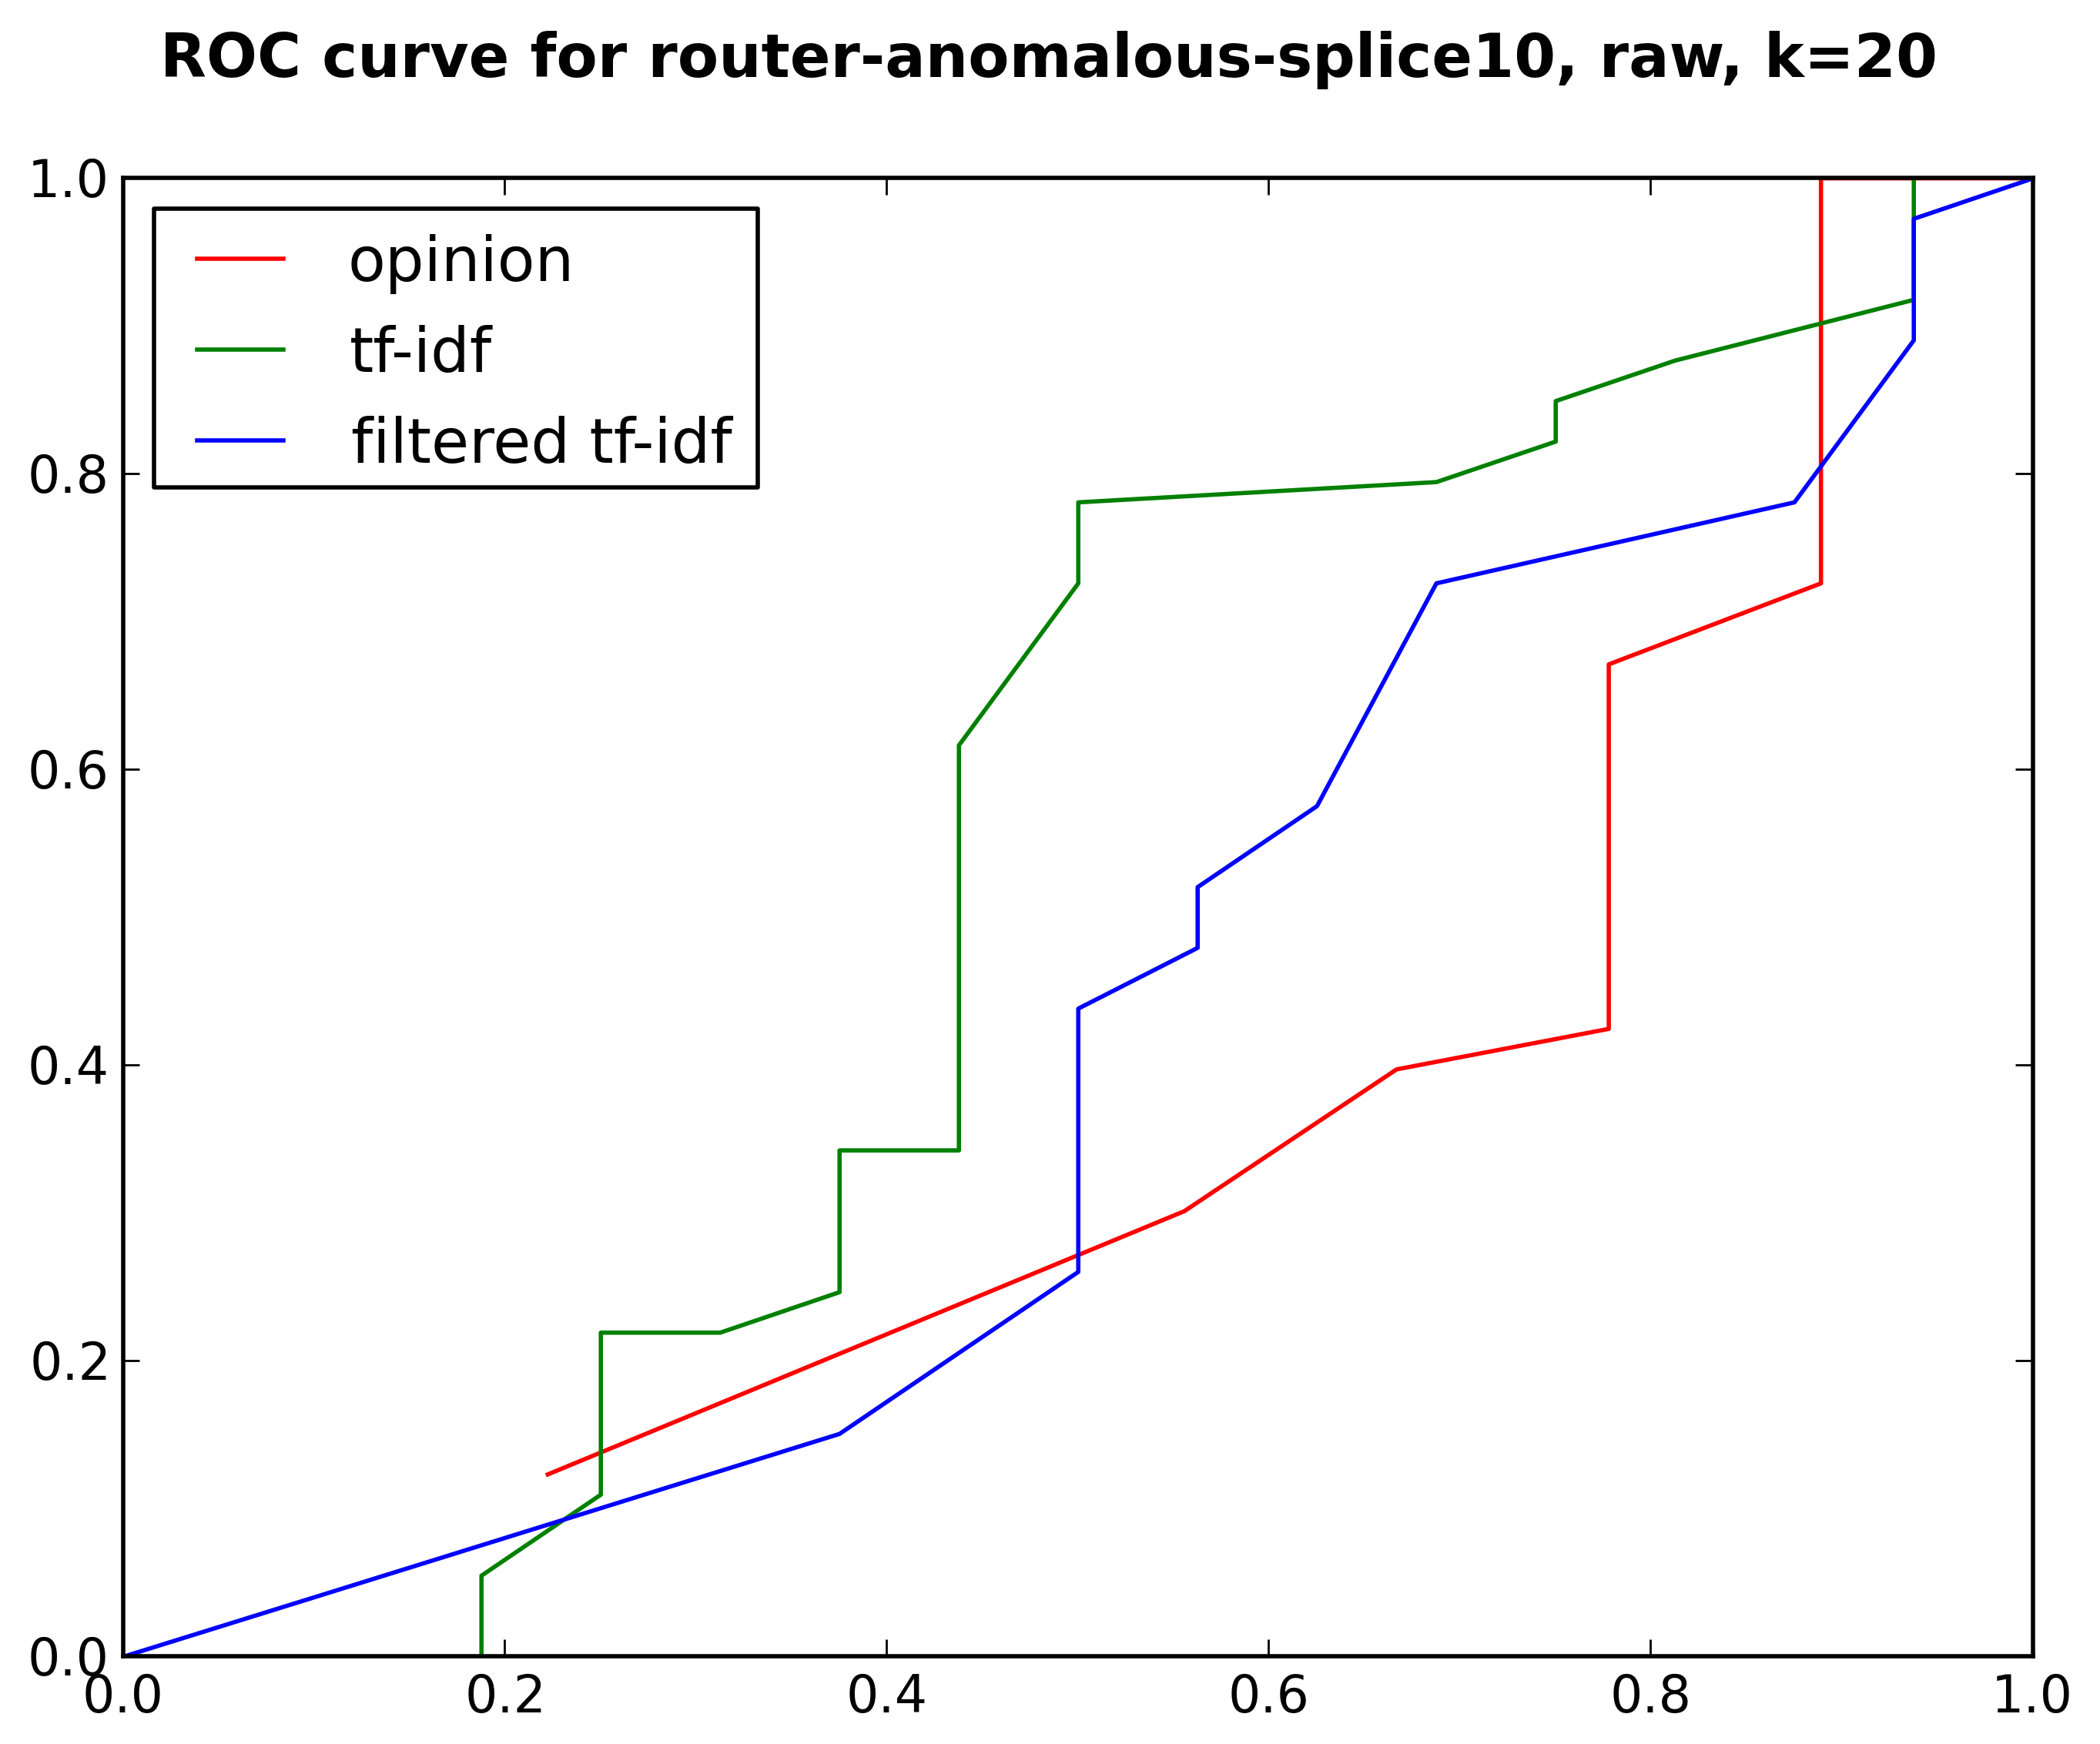 ROC curve for router-anomalous-splice10, raw, k=20
1.0
opinion
tf-idf
filtered tf-idf
0.8
0.6
0.4
0.2
0.0
0.0 0.2 0.4 0.6 0.8 1.0